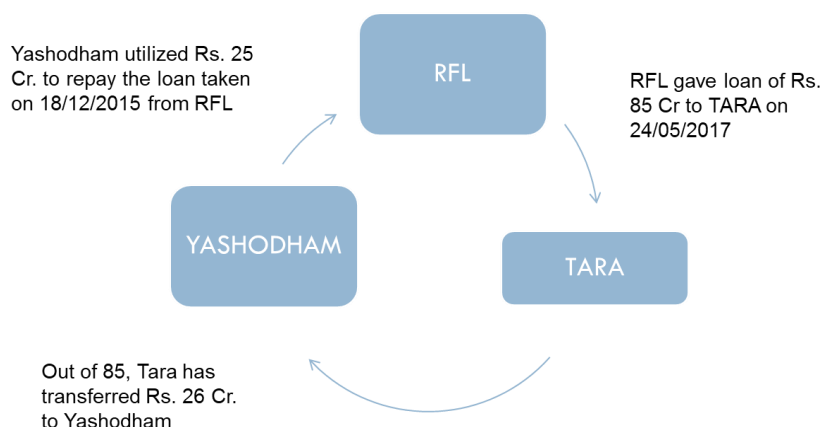 Yashodham utilized Rs. 25
Cr. to repay the loan taken
on 18/12/2015 from RFL
RFL
RFL gave loan of Rs.
85 Cr to TARA on
24/05/2017
YASHODHAM
TARA
Out of 85, Tara has
transferred Rs. 26 Cr.
to Yashodham